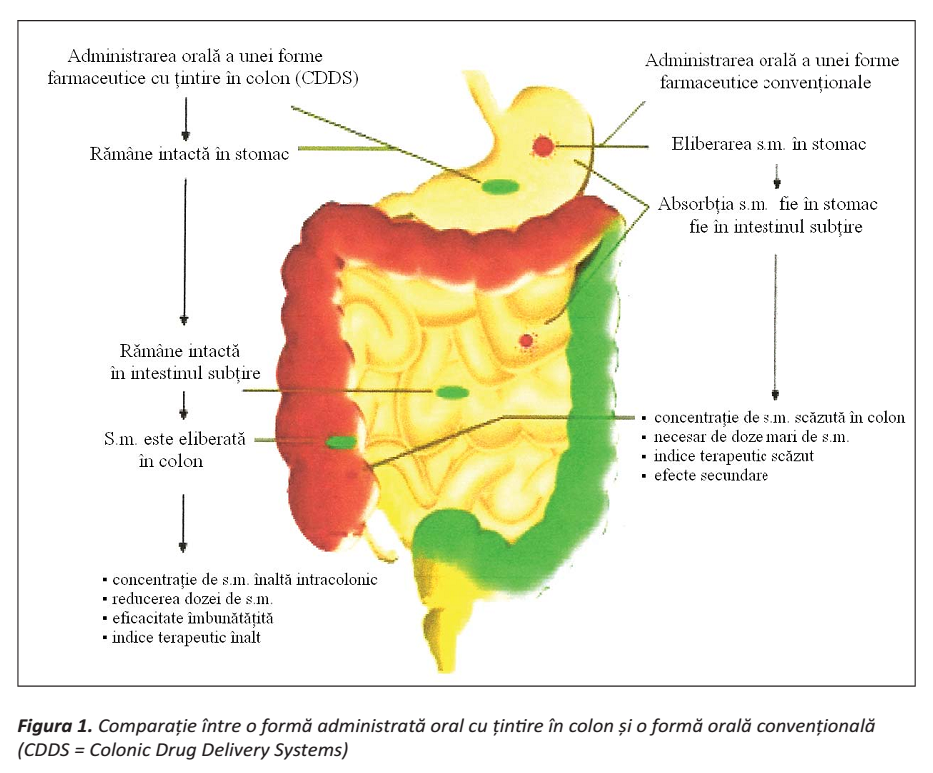 Administrarea orală a unei forme
farmaceutice cu țintire în colon (CDDS)
Rămâne intactă în stomac
Rămâne intactă
în intestinul subțire
S.m. este eliberată
în colon
▪ concentrație de s.m. înaltă intracolonic
▪ reducerea dozei de s.m.
▪ eficacitate îmbunătățită
▪ indice terapeutic înalt
Administrarea orală a unei forme
farmaceutice convenționale
Eliberarea s.m. în stomac
Absorbția s.m. fie în stomac
fie în intestinul subțire
▪ concentrație de s.m. scăzută în colon
▪ necesar de doze mari de s.m.
▪ indice terapeutic scăzut
▪ efecte secundare
Figura 1. Comparație între o formă administrată oral cu țintire în colon și o formă orală convențională
(CDDS = Colonic Drug Delivery Systems)